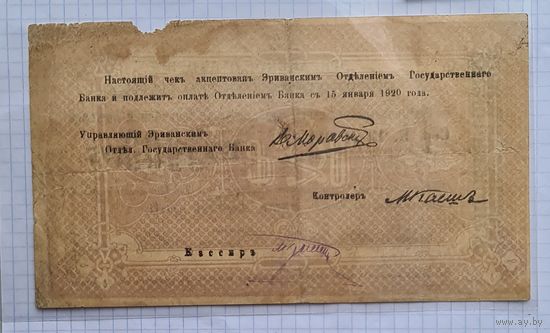 Настоящій чекъ акцептован Эриванскимъ Отдѣленіемъ Государственнаго
Банка и подлежитъ оплатѣ Отдѣленіемъ Банка съ 15 января 1920 года.
Управляющій Эриванскимъ
Отдѣл. Государственнаго Банка
Контролеръ
Кассиръ
www.ay.by